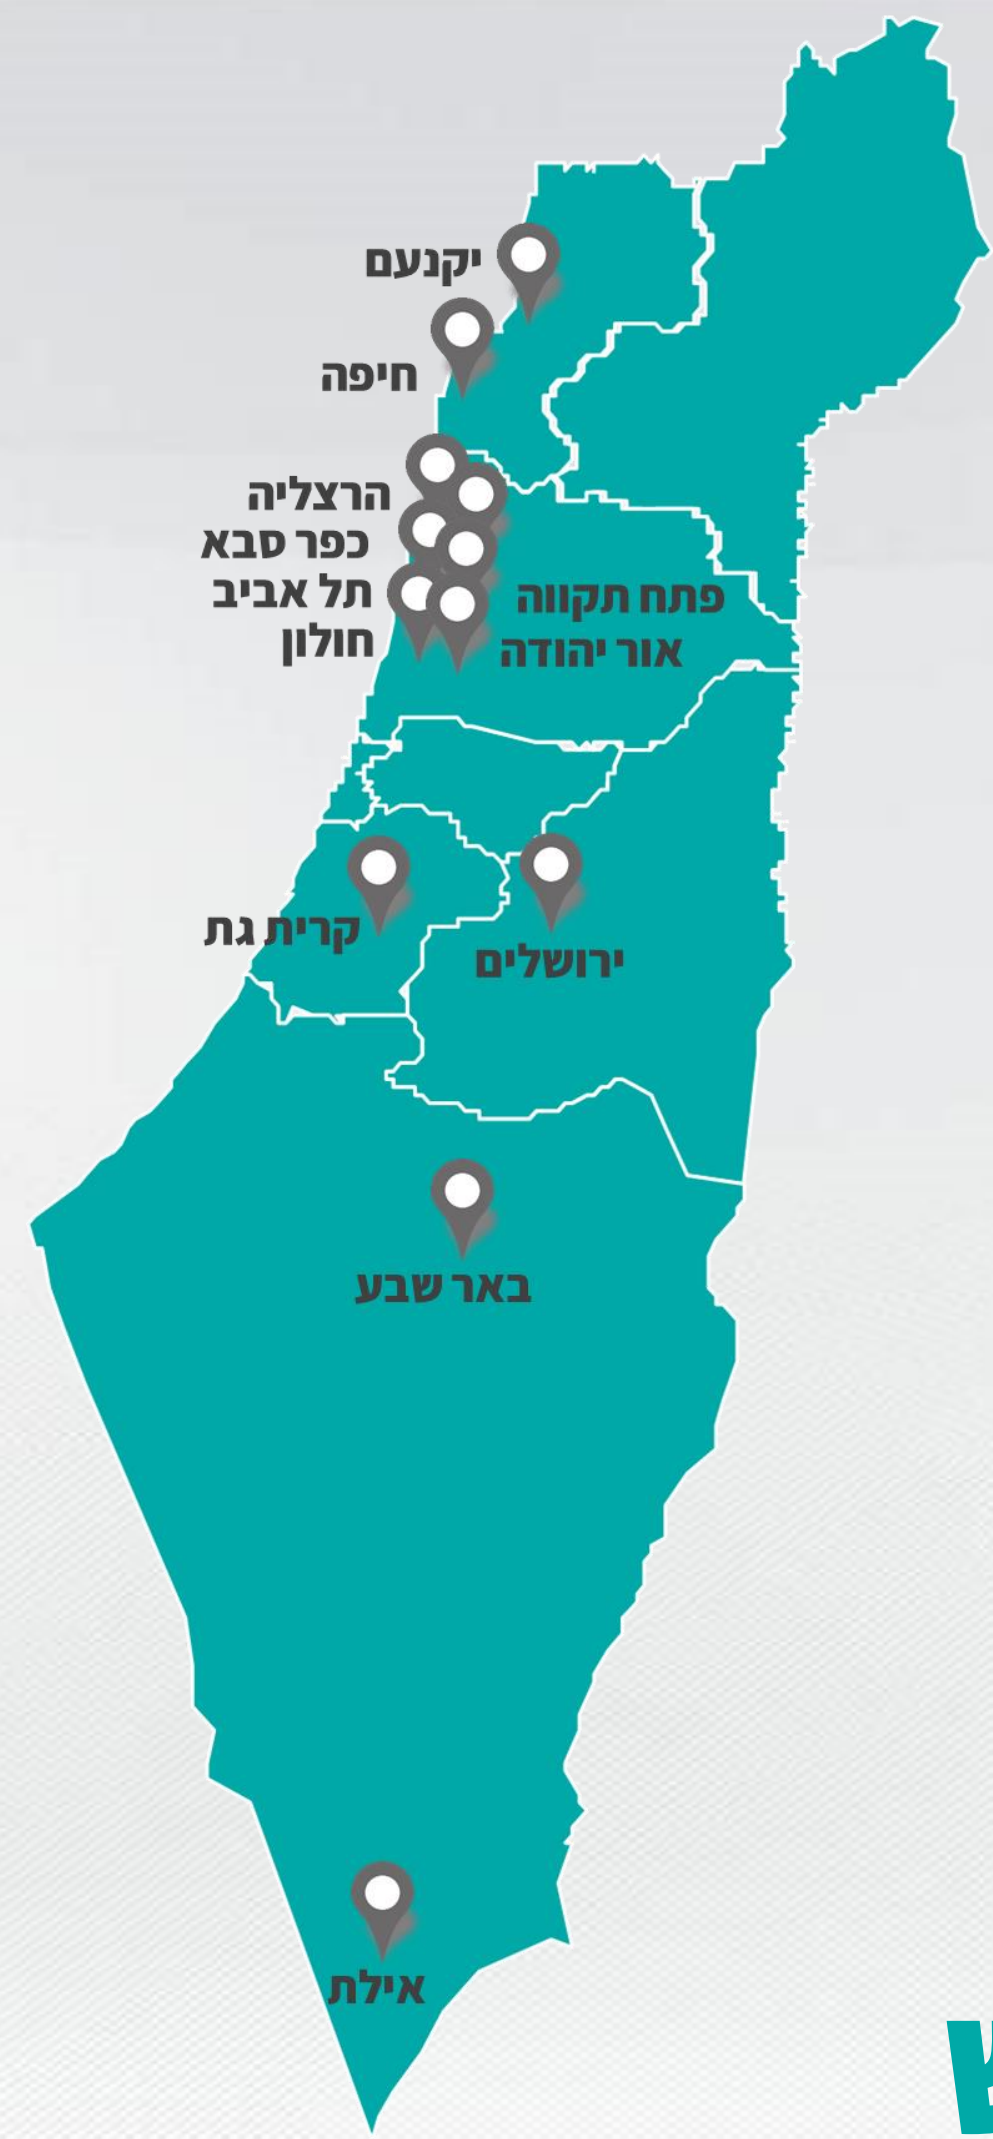 יקנעם
חיפה
הרצליה
כפר סבא
תל אביב
חולון
פתח תקווה
אור יהודה
קרית גת
ירושלים
באר שבע
אילת